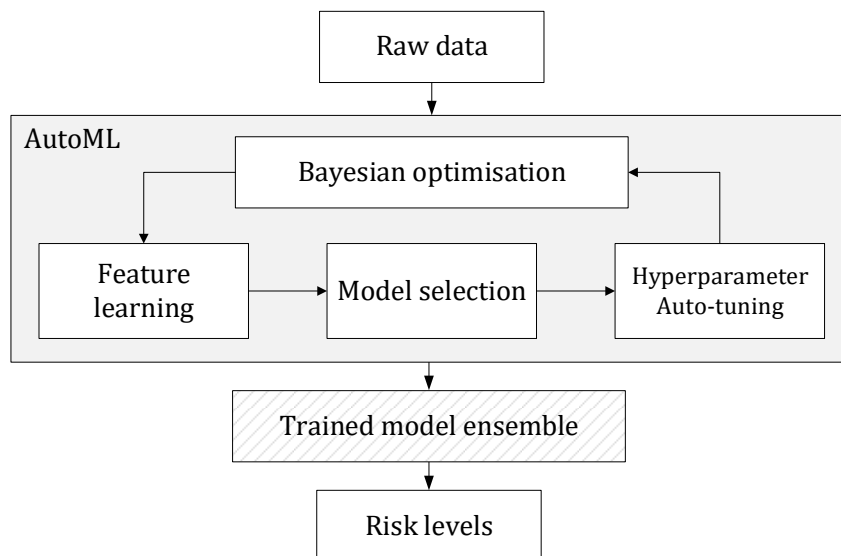 Raw data
AutoML
Bayesian optimisation
Feature
learning
Model selection
Hyperparameter
Auto-tuning
Trained model ensemble
Risk levels